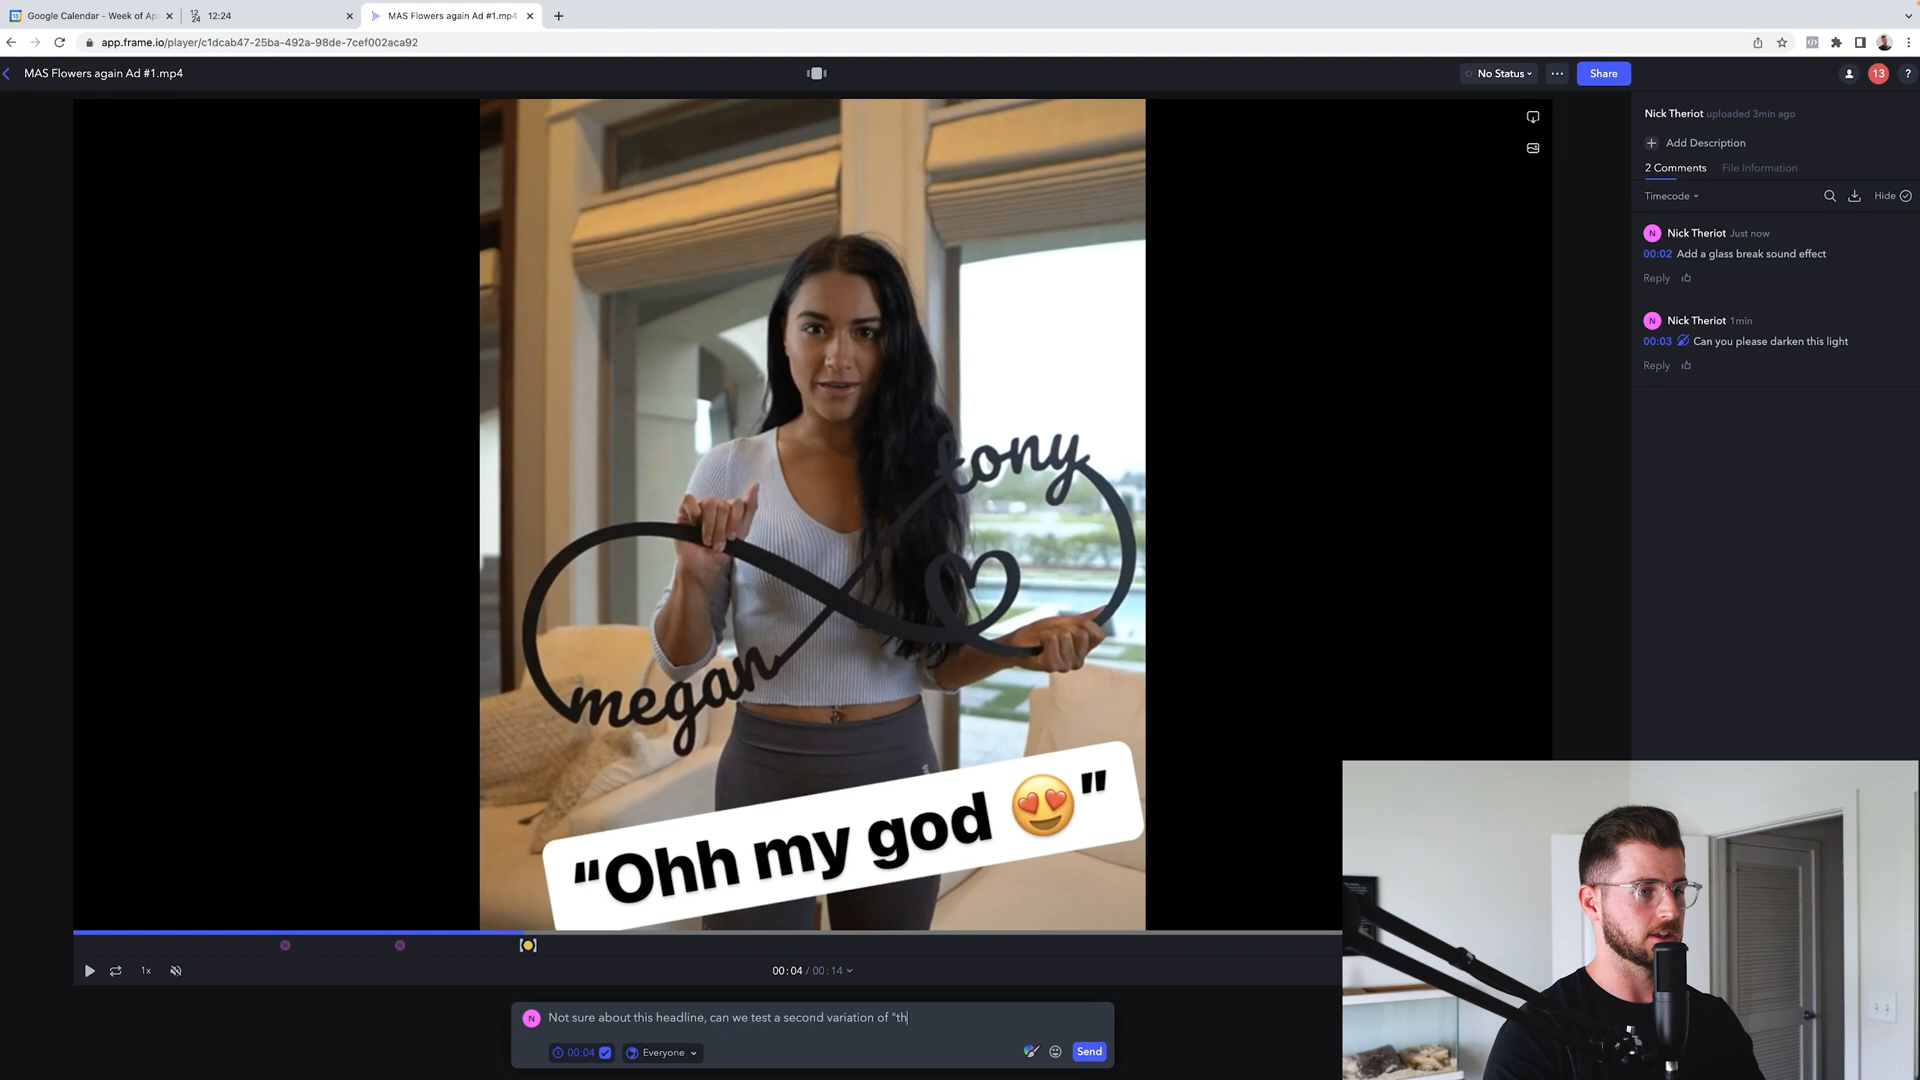 Google Calendar - Week of Ap
12:24
MAS Flowers again Ad #1.mp4
app.frame.io/player/c1dcab47-25ba-492a-98de-7cef002aca92
MAS Flowers again Ad #1.mp4
No Status
Share
13
?
Nick Theriot uploaded 3min ago
Add Description
2 Comments File Information
Timecode
Hide
N Nick Theriot Just now
00:02 Add a glass break sound effect
Reply
N Nick Theriot 1min
00:03 Can you please darken this light
Reply
tony
megan
“Ohh my god 😍"
1x
00:04 / 00:14
N Not sure about this headline, can we test a second variation of "th
00:04 Everyone
Send